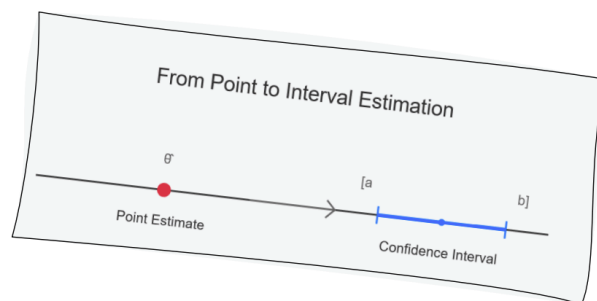 From Point to Interval Estimation
θ̂
[a
b]
Point Estimate
Confidence Interval